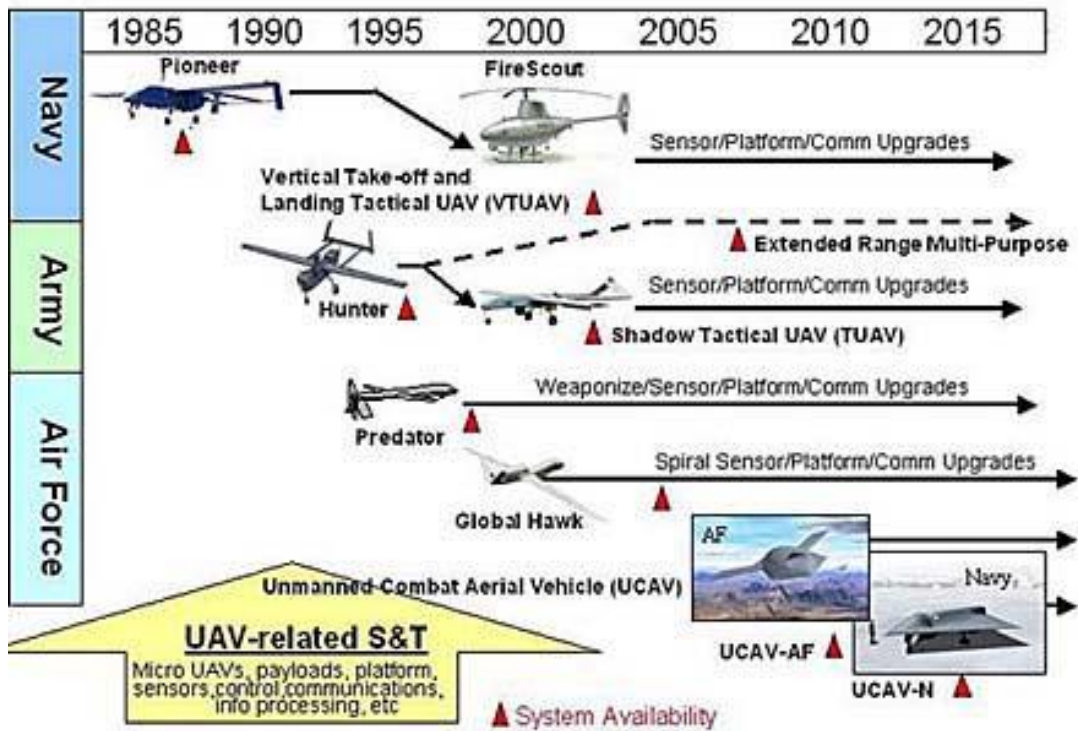 1985 1990 1995 2000 2005 2010 2015
Navy
Pioneer
FireScout
Sensor/Platform/Comm Upgrades
Vertical Take-off and
Landing Tactical UAV (VTUAV)
Army
Extended Range Multi-Purpose
Hunter
Sensor/Platform/Comm Upgrades
Shadow Tactical UAV (TUAV)
Air Force
Weaponize/Sensor/Platform/Comm Upgrades
Predator
Spiral Sensor/Platform/Comm Upgrades
Global Hawk
AF
Unmanned Combat Aerial Vehicle (UCAV)
Navy
UCAV-AF
UCAV-N
UAV-related S&T
Micro UAVs, payloads, platform,
sensors,control,communications,
info processing, etc
System Availability